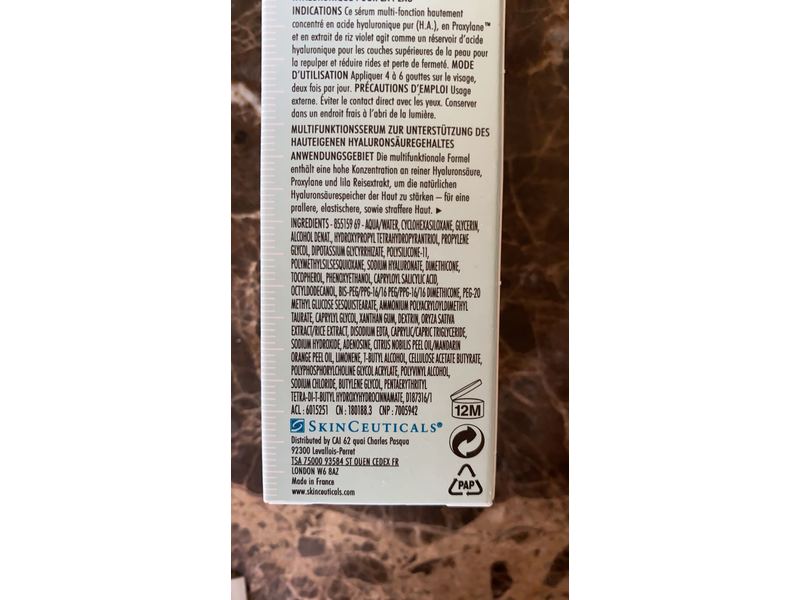 INDICATIONS Ce sérum multi-fonction hautement
concentré en acide hyaluronique pur (H.A.), en Proxylane™
et en extrait de riz violet agit comme un réservoir d'acide
hyaluronique pour les couches supérieures de la peau pour
la repulper et réduire rides et perte de fermeté. MODE
D'UTILISATION Appliquer 4 à 6 gouttes sur le visage,
deux fois par jour. PRÉCAUTIONS D'EMPLOI Usage
externe. Éviter le contact direct avec les yeux. Conserver
dans un endroit frais à l'abri de la lumière.
MULTIFUNKTIONSSERUM ZUR UNTERSTÜTZUNG DES
HAUTEIGENEN HYALURONSÄUREGEHALTES
ANWENDUNGSGEBIET Die multifunktionale Formel
enthält eine hohe Konzentration an reiner Hyaluronsäure,
Proxylane und lila Reisextrakt, um die natürlichen
Hyaluronsäurespeicher der Haut zu stärken – für eine
prallere, elastischere, sowie straffere Haut. ►
INGREDIENTS - 855159 69 - AQUA/WATER, CYCLOHEXASILOXANE, GLYCERIN,
ALCOHOL DENAT., HYDROXYPROPYL TETRAHYDROPYRANTRIOL, PROPYLENE
GLYCOL, DIPOTASSIUM GLYCYRRHIZATE, POLYSILICONE-11,
POLYMETHYLSILSESQUIOXANE, SODIUM HYALURONATE, DIMETHICONE,
TOCOPHEROL, PHENOXYETHANOL, CAPRYLOYL SALICYLIC ACID,
OCTYLDODECANOL, BIS-PEG/PPG-16/16 PEG/PPG-16/16 DIMETHICONE, PEG-20
METHYL GLUCOSE SESQUISTEARATE, AMMONIUM POLYACRYLOYLDIMETHYL
TAURATE, CAPRYLYL GLYCOL, XANTHAN GUM, DEXTRIN, ORYZA SATIVA
EXTRACT/RICE EXTRACT, DISODIUM EDTA, CAPRYLIC/CAPRIC TRIGLYCERIDE,
SODIUM HYDROXIDE, ADENOSINE, CITRUS NOBILIS PEEL OIL/MANDARIN
ORANGE PEEL OIL, LIMONENE, T-BUTYL ALCOHOL, CELLULOSE ACETATE BUTYRATE,
POLYPHOSPHORYLCHOLINE GLYCOL ACRYLATE, POLYVINYL ALCOHOL,
SODIUM CHLORIDE, BUTYLENE GLYCOL, PENTAERYTHRITYL
TETRA-DI-T-BUTYL HYDROXYHYDROCINNAMATE, D187316/1
ACL : 6015251 CN : 180188.3 CNP : 7005942
12M
SKINCEUTICALS®
Distributed by CAI 62 quai Charles Pasqua
92300 Levallois-Perret
TSA 75000 93584 ST OUEN CEDEX FR
LONDON W6 8AZ
Made in France
www.skinceuticals.com
PAP